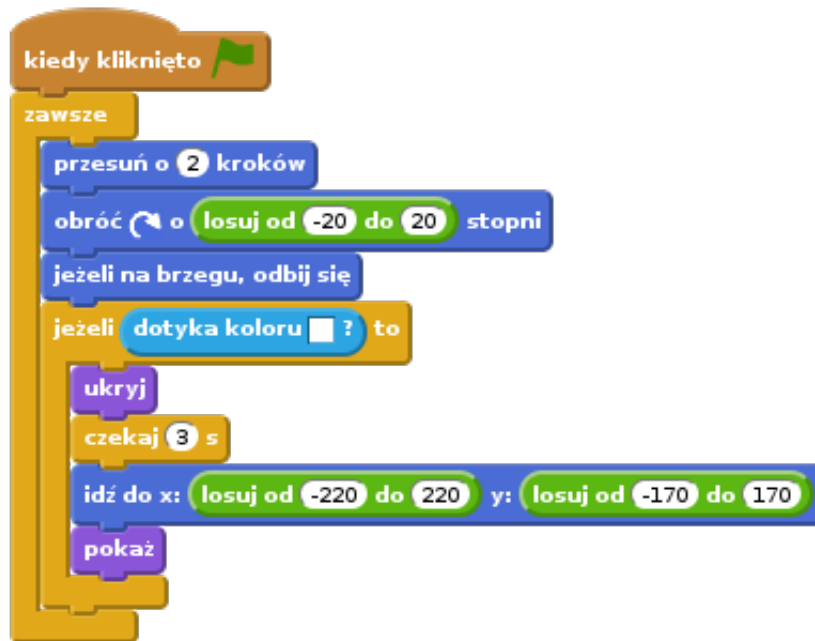 kiedy kliknięto
zawsze
przesuń o 2 kroków
obróć o losuj od -20 do 20 stopni
jeżeli na brzegu, odbij się
jeżeli dotyka koloru ? to
ukryj
czekaj 3 s
idź do x: losuj od -220 do 220 y: losuj od -170 do 170
pokaż